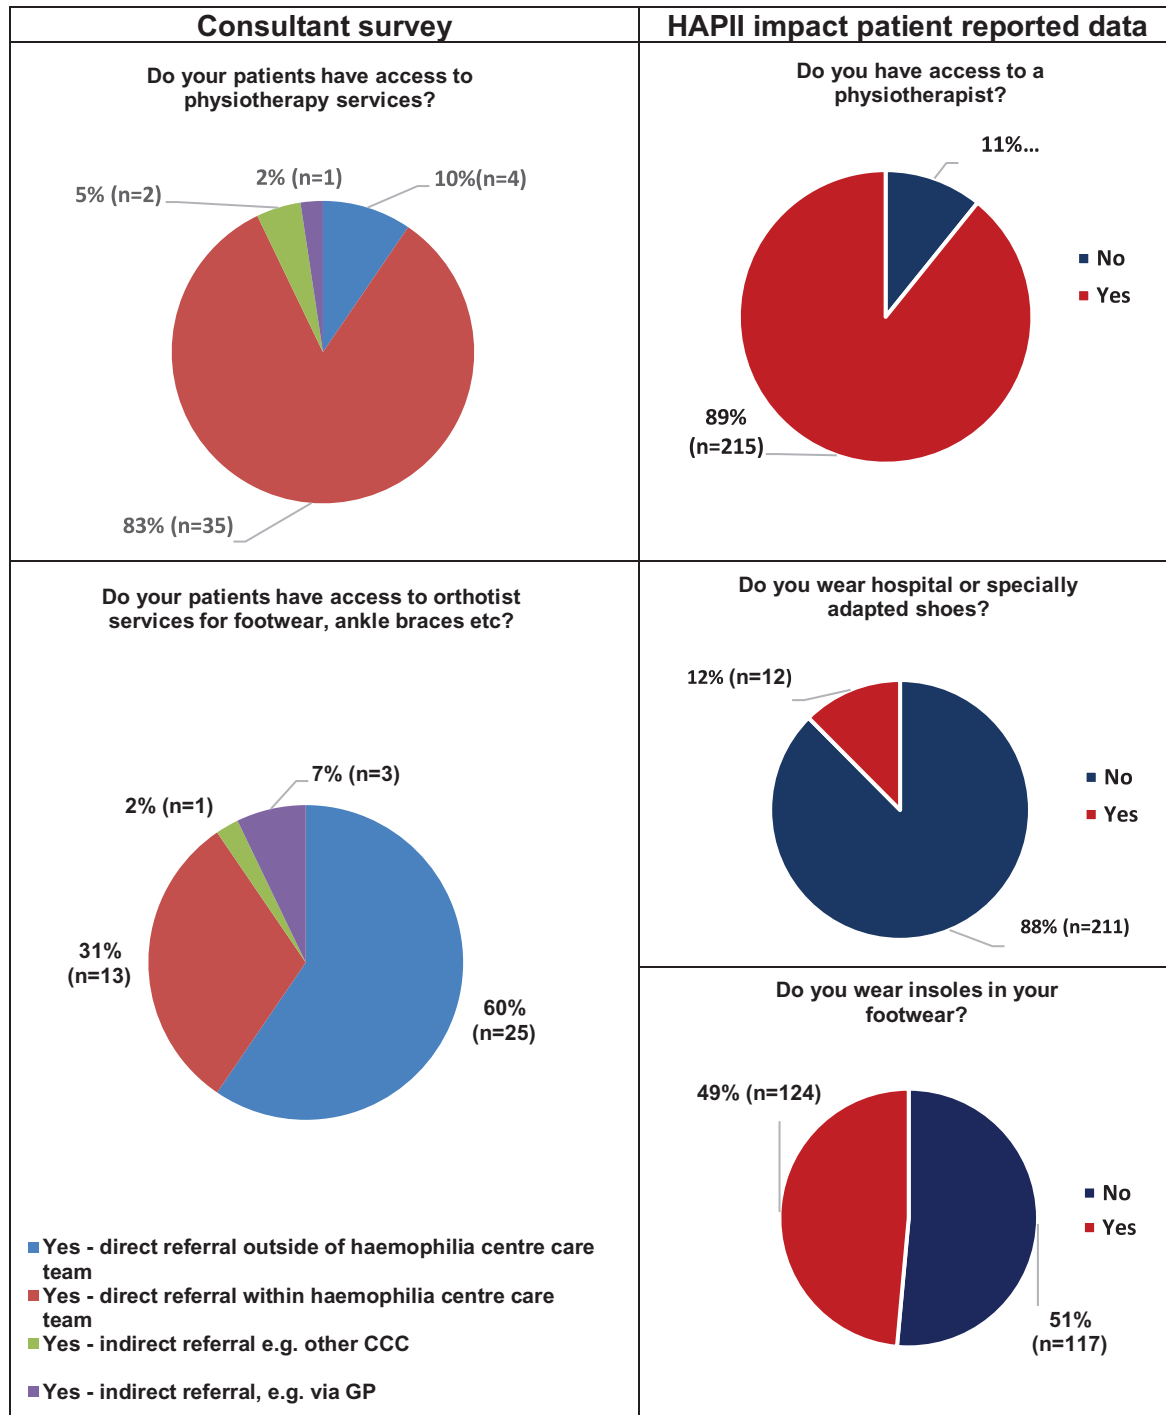 Consultant survey
HAPII impact patient reported data
Do your patients have access to
physiotherapy services?
5% (n=2)
2% (n=1)
10%(n=4)
83% (n=35)
Do you have access to a
physiotherapist?
11%...
No
Yes
89%
(n=215)
Do your patients have access to orthotist
services for footwear, ankle braces etc?
7% (n=3)
2% (n=1)
31%
(n=13)
60%
(n=25)
Yes - direct referral outside of haemophilia centre care
team
Yes - direct referral within haemophilia centre care
team
Yes - indirect referral e.g. other CCC
Yes - indirect referral, e.g. via GP
Do you wear hospital or specially
adapted shoes?
12% (n=12)
No
Yes
88% (n=211)
Do you wear insoles in your
footwear?
49% (n=124)
No
Yes
51%
(n=117)